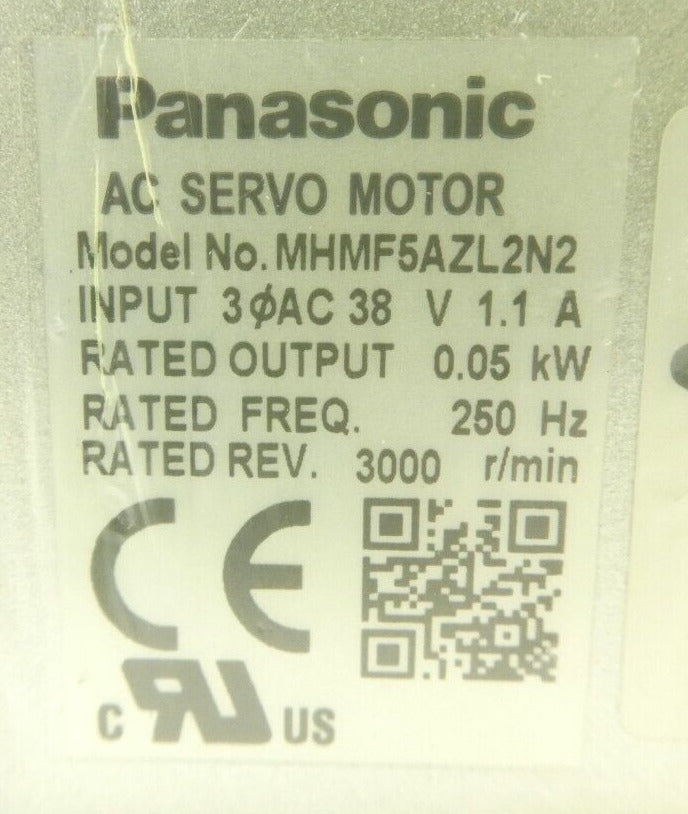 Panasonic
AC SERVO MOTOR
Model No. MHMF5AZL2N2
INPUT 3φAC 38 V 1.1 A
RATED OUTPUT 0.05 kW
RATED FREQ. 250 Hz
RATED REV. 3000 r/min
CE
C RU US